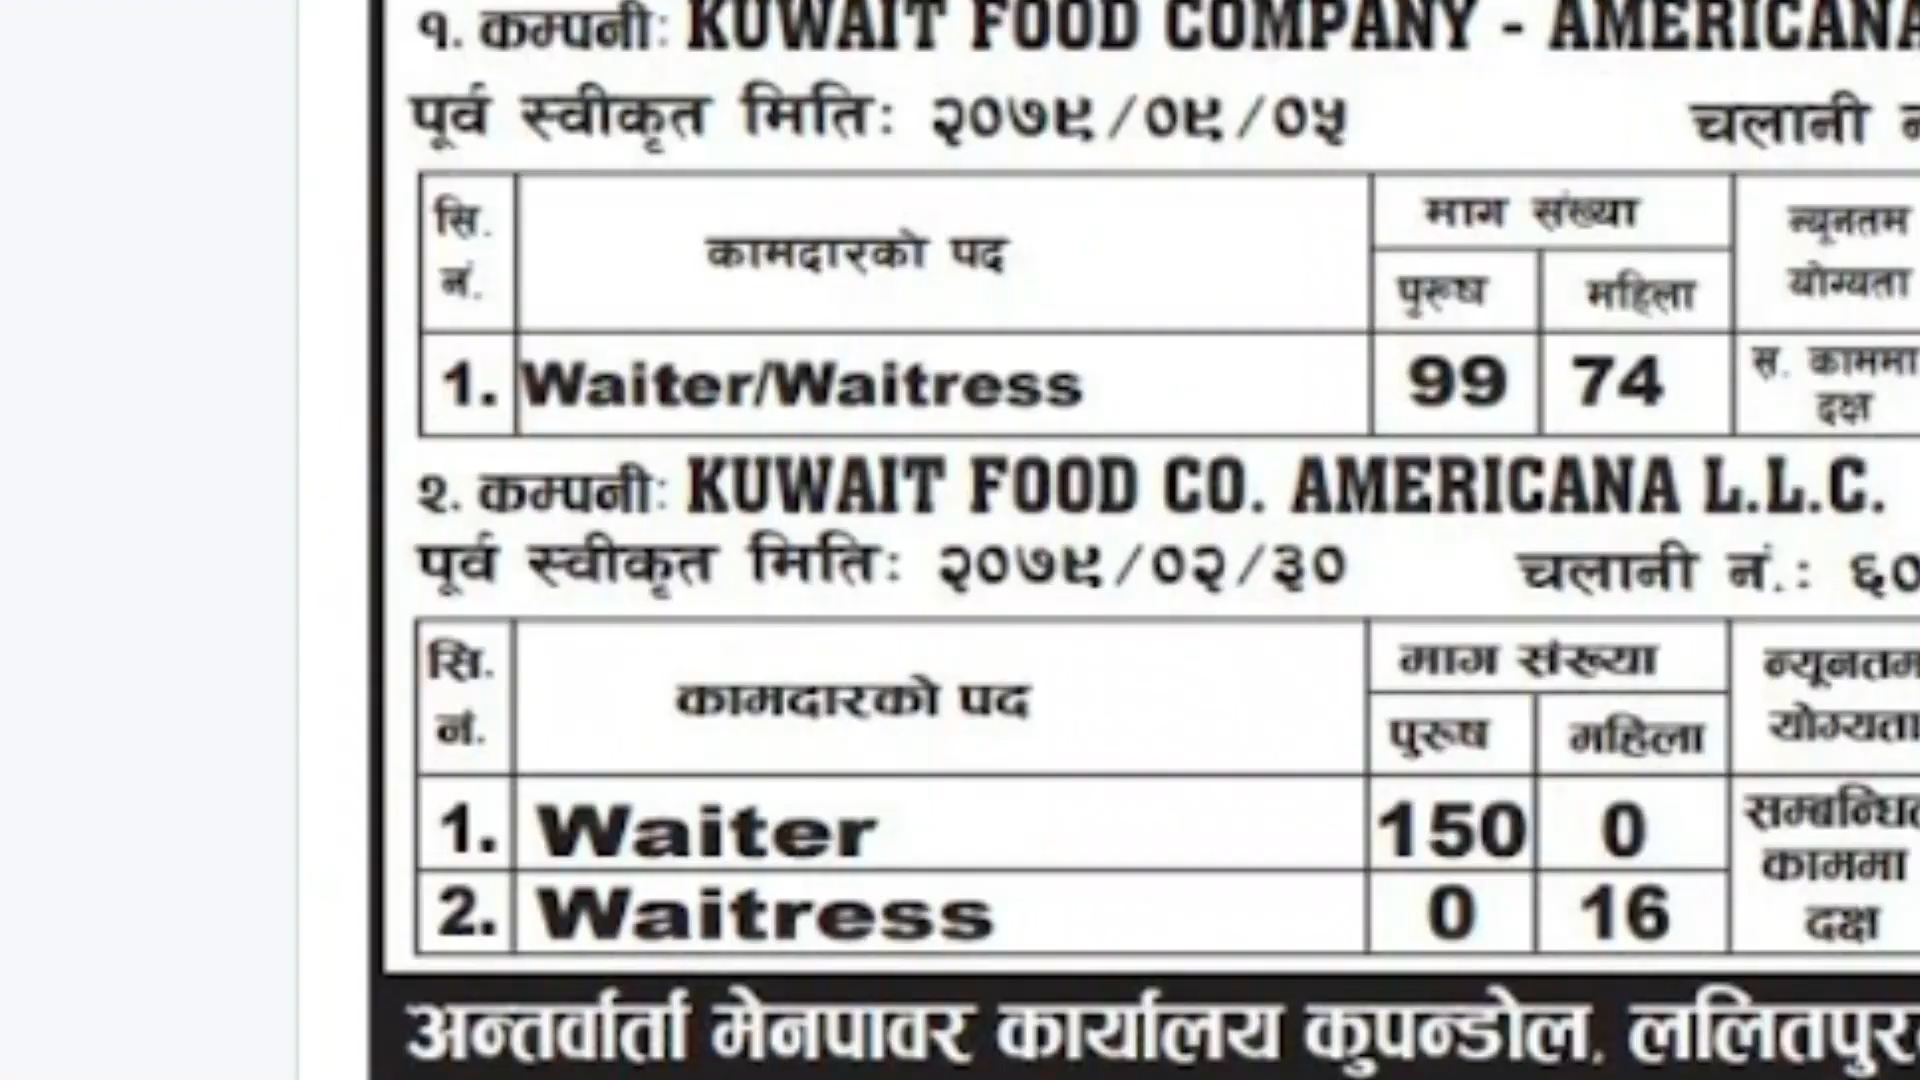 १. कम्पनी: KUWAIT FOOD COMPANY - AMERICANA
पूर्व स्वीकृत मिति: २०७९/०९/०५ चलानी
सि. नं. कामदारको पद माग संख्या न्यूनतम योग्यता
पुरूष महिला
1. Waiter/Waitress 99 74 स. काममा दक्ष
२. कम्पनी: KUWAIT FOOD CO. AMERICANA L.L.C.
पूर्व स्वीकृत मिति: २०७९/०२/३० चलानी नं.: ६०
सि. नं. कामदारको पद माग संख्या न्यूनतम योग्यता
पुरूष महिला
1. Waiter 150 0 सम्बन्धित काममा दक्ष
2. Waitress 0 16
अन्तर्वार्ता मेनपावर कार्यालय कुपन्डोल, ललितपुर